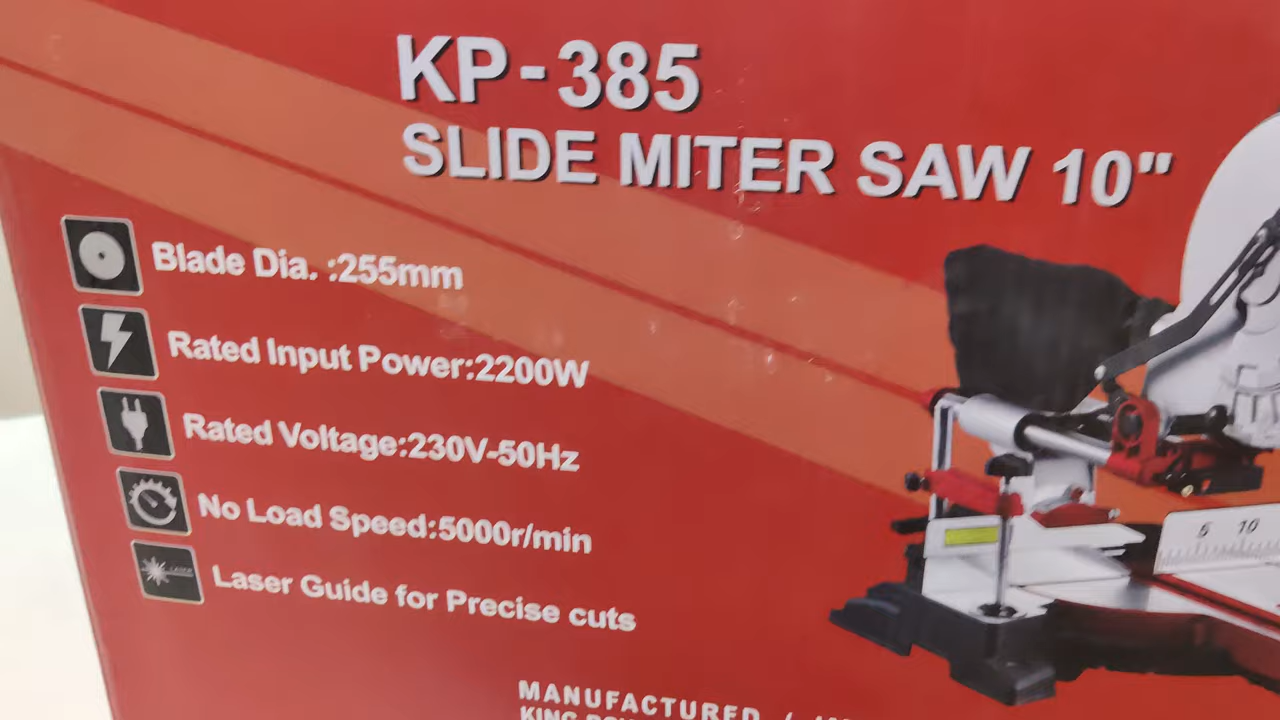 KP-385
SLIDE MITER SAW 10"
Blade Dia. :255mm
Rated Input Power:2200W
Rated Voltage:230V-50Hz
No Load Speed:5000r/min
Laser Guide for Precise cuts
5 10
MANUFACTURED /
KING